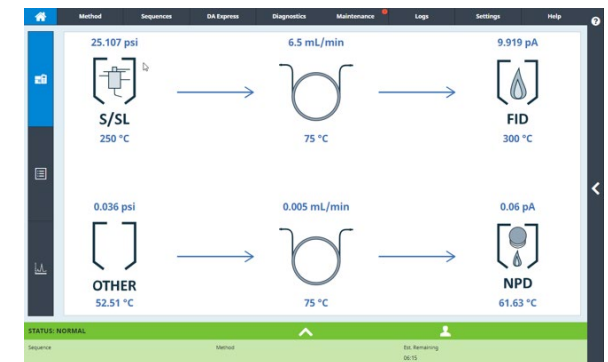 Method Sequences DA Express Diagnostics Maintenance Logs Settings Help ?
25.107 psi 6.5 mL/min 9.919 pA
S/SL FID
250 °C 75 °C 300 °C
0.036 psi 0.005 mL/min 0.06 pA
OTHER NPD
52.51 °C 75 °C 61.63 °C
STATUS: NORMAL
Sequence Method Est. Remaining
06:15